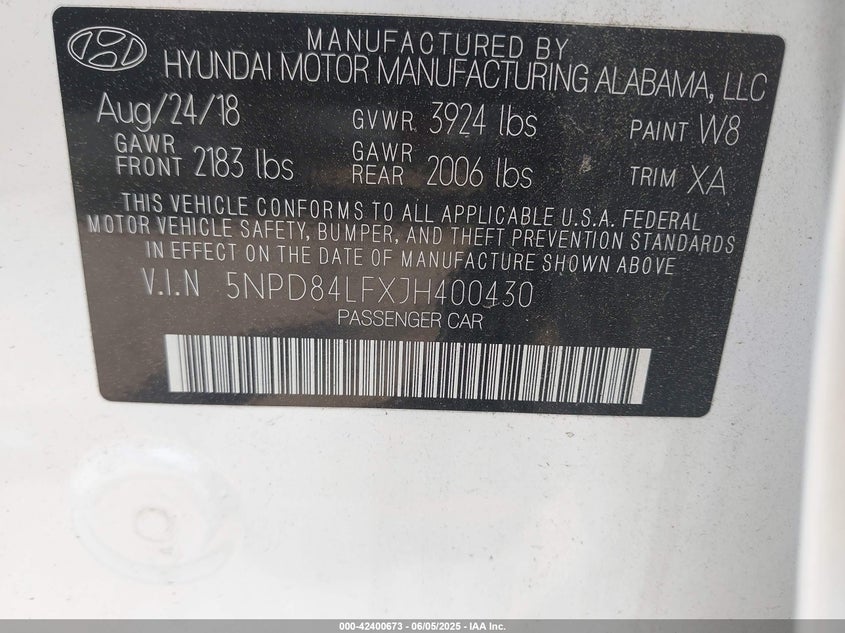 MANUFACTURED BY
HYUNDAI MOTOR MANUFACTURING ALABAMA, LLC
Aug/24/18 GVWR 3924 lbs PAINT W8
GAWR FRONT 2183 lbs GAWR REAR 2006 lbs TRIM XA
THIS VEHICLE CONFORMS TO ALL APPLICABLE U.S.A. FEDERAL
MOTOR VEHICLE SAFETY, BUMPER, AND THEFT PREVENTION STANDARDS
IN EFFECT ON THE DATE OF MANUFACTURE SHOWN ABOVE
V.I.N 5NPD84LFXJH400430
PASSENGER CAR
000-42400673 - 06/05/2025 - IAA Inc.